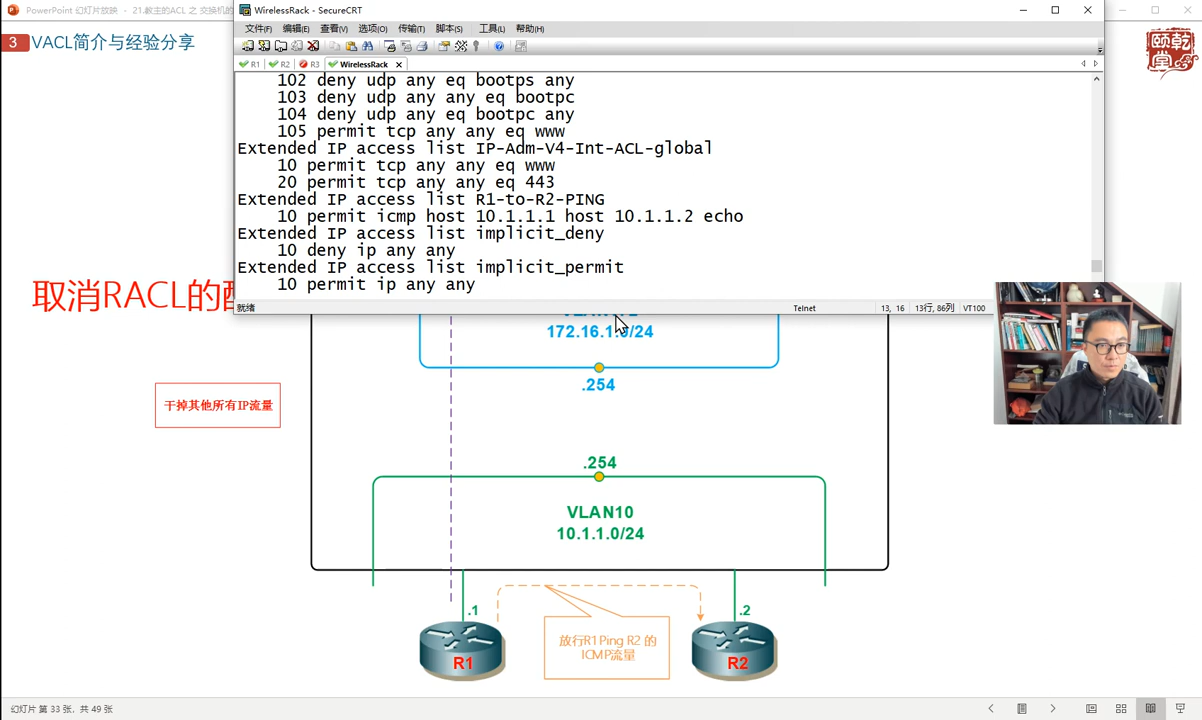 PowerPoint 幻灯片放映 - 21.教主的ACL 之 交换机的
WirelessRack - SecureCRT
3 VACL简介与经验分享
颐乾堂
文件(F) 编辑(E) 查看(V) 选项(O) 传输(T) 脚本(S) 工具(L) 帮助(H)
R1 R2 R3 WirelessRack
102 deny udp any eq bootps any
103 deny udp any any eq bootpc
104 deny udp any eq bootpc any
105 permit tcp any any eq www
Extended IP access list IP-Adm-V4-Int-ACL-global
10 permit tcp any any eq www
20 permit tcp any any eq 443
Extended IP access list R1-to-R2-PING
10 permit icmp host 10.1.1.1 host 10.1.1.2 echo
Extended IP access list implicit_deny
10 deny ip any any
Extended IP access list implicit_permit
10 permit ip any any
就绪 Telnet 13, 16 13行, 86列 VT100
取消RACL的
172.16.1.0/24
.254
干掉其他所有IP流量
.254
VLAN10
10.1.1.0/24
.1
.2
放行R1 Ping R2 的
ICMP流量
R1
R2
幻灯片 第 33 张，共 49 张